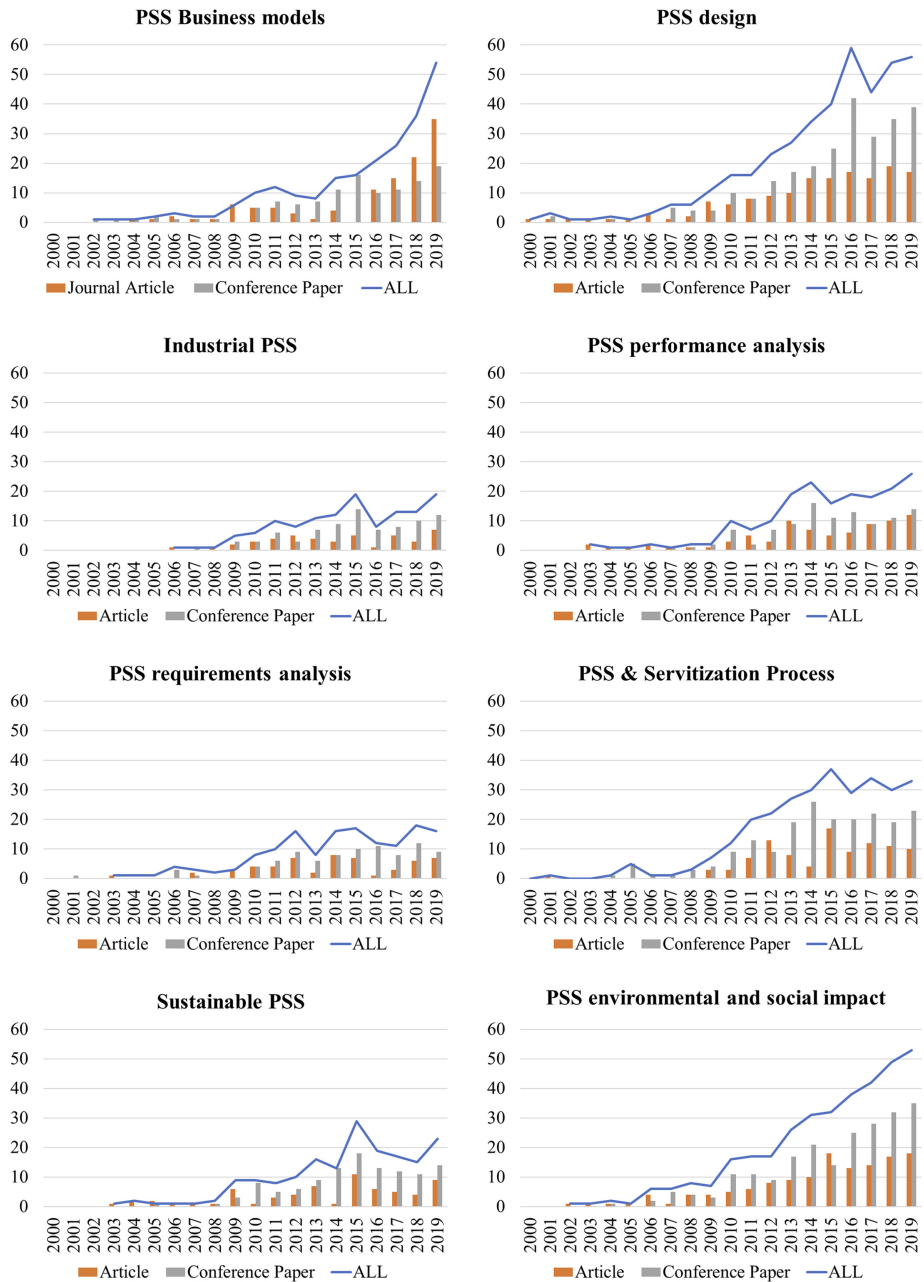 PSS Business models
60
50
40
30
20
10
0
2000 2001 2002 2003 2004 2005 2006 2007 2008 2009 2010 2011 2012 2013 2014 2015 2016 2017 2018 2019
Journal Article Conference Paper ALL
PSS design
60
50
40
30
20
10
0
2000 2001 2002 2003 2004 2005 2006 2007 2008 2009 2010 2011 2012 2013 2014 2015 2016 2017 2018 2019
Article Conference Paper ALL
Industrial PSS
60
50
40
30
20
10
0
2000 2001 2002 2003 2004 2005 2006 2007 2008 2009 2010 2011 2012 2013 2014 2015 2016 2017 2018 2019
Article Conference Paper ALL
PSS performance analysis
60
50
40
30
20
10
0
2000 2001 2002 2003 2004 2005 2006 2007 2008 2009 2010 2011 2012 2013 2014 2015 2016 2017 2018 2019
Article Conference Paper ALL
PSS requirements analysis
60
50
40
30
20
10
0
2000 2001 2002 2003 2004 2005 2006 2007 2008 2009 2010 2011 2012 2013 2014 2015 2016 2017 2018 2019
Article Conference Paper ALL
PSS & Servitization Process
60
50
40
30
20
10
0
2000 2001 2002 2003 2004 2005 2006 2007 2008 2009 2010 2011 2012 2013 2014 2015 2016 2017 2018 2019
Article Conference Paper ALL
Sustainable PSS
60
50
40
30
20
10
0
2000 2001 2002 2003 2004 2005 2006 2007 2008 2009 2010 2011 2012 2013 2014 2015 2016 2017 2018 2019
Article Conference Paper ALL
PSS environmental and social impact
60
50
40
30
20
10
0
2000 2001 2002 2003 2004 2005 2006 2007 2008 2009 2010 2011 2012 2013 2014 2015 2016 2017 2018 2019
Article Conference Paper ALL